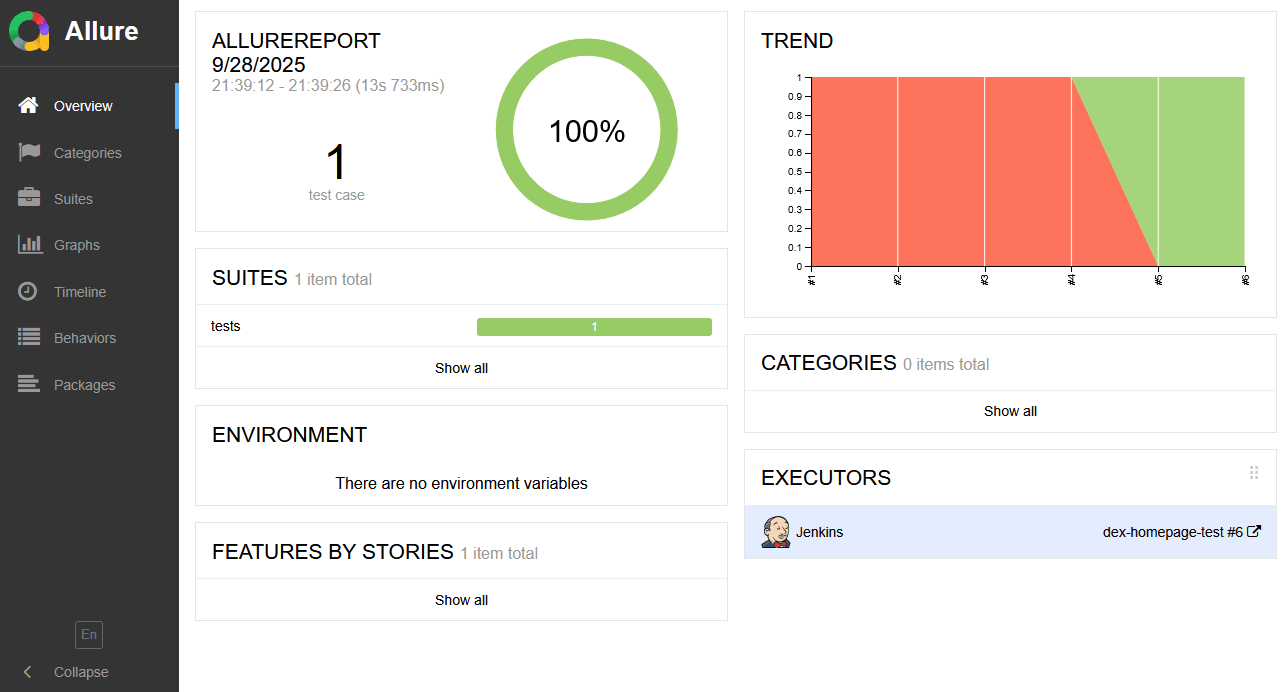 Allure
Overview
Categories
Suites
Graphs
Timeline
Behaviors
Packages
En
Collapse
ALLUREREPORT
9/28/2025
21:39:12 - 21:39:26 (13s 733ms)
1
test case
100%
SUITES 1 item total
tests 1
Show all
ENVIRONMENT
There are no environment variables
FEATURES BY STORIES 1 item total
Show all
TREND
1
0.9
0.8
0.7
0.6
0.5
0.4
0.3
0.2
0.1
0
#1 #2 #3 #4 #5 #6
CATEGORIES 0 items total
Show all
EXECUTORS
Jenkins dex-homepage-test #6